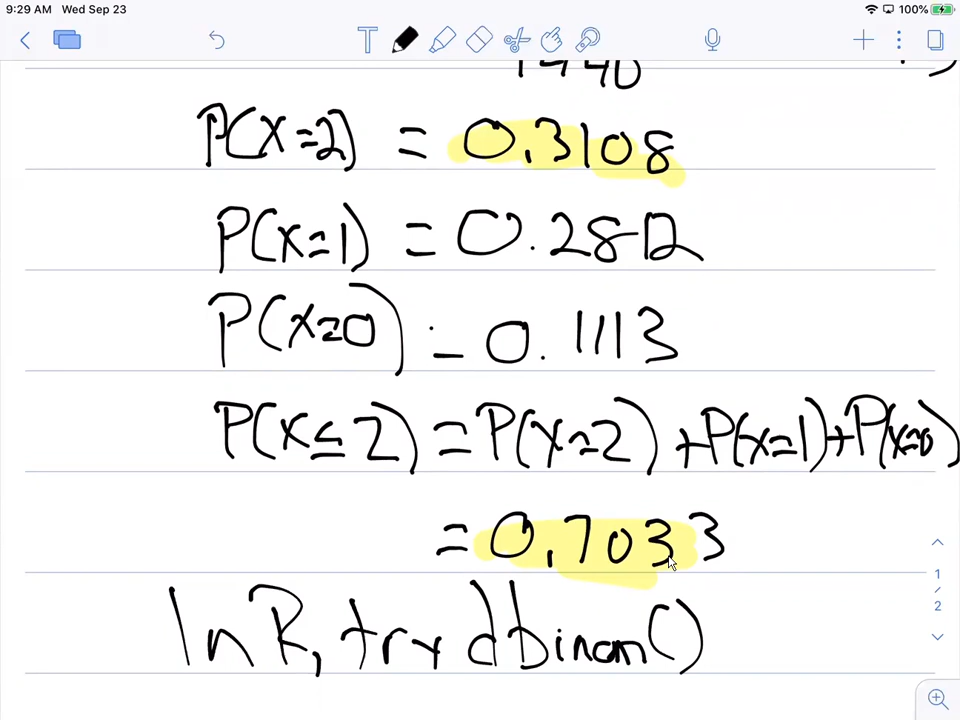 9:29 AM Wed Sep 23 100%
P(X=2) = 0.3108
P(X=1) = 0.2812
P(X=0) = 0.1113
P(X≤2) = P(X=2) + P(X=1) + P(X=0)
= 0.7033
In R, try dbinom()
1
/
2